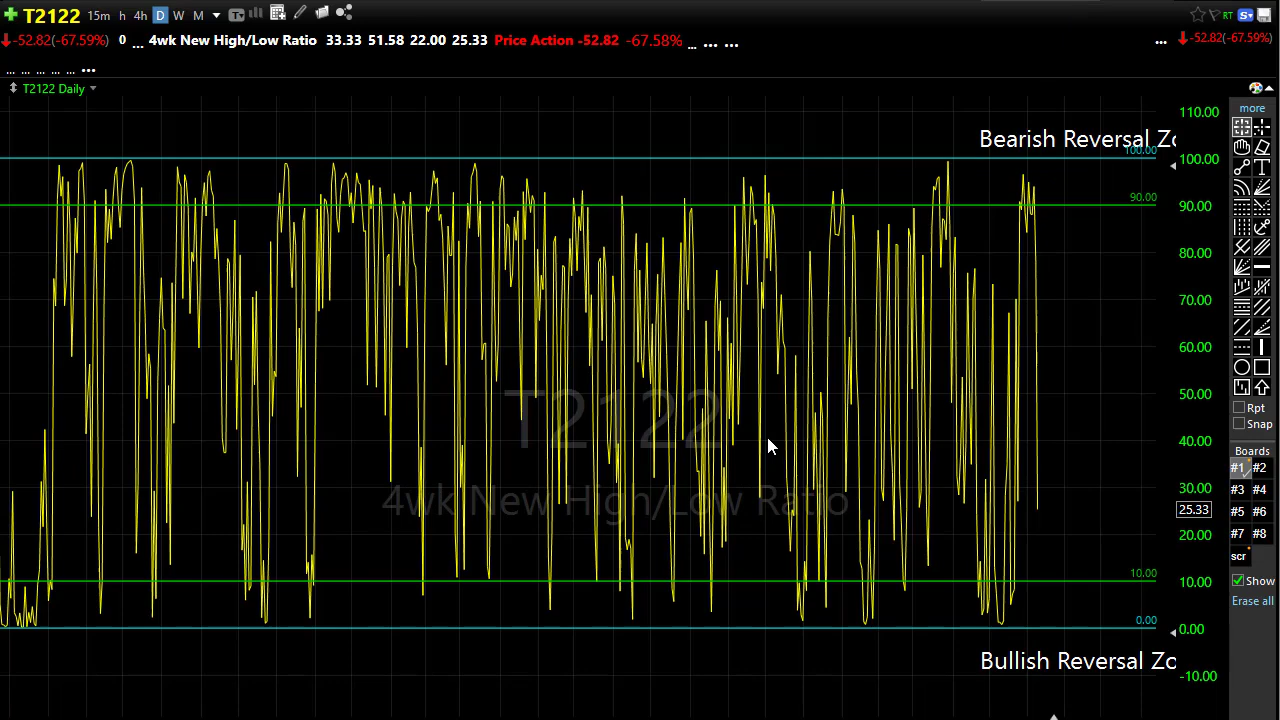 T2122 15m h 4h D W M RT S
-52.82(-67.59%) 0 ... 4wk New High/Low Ratio 33.33 51.58 22.00 25.33 Price Action -52.82 -67.58% ... ... ... ... -52.82(-67.59%)
... ... ... ... ... ...
T2122 Daily
more
110.00
Bearish Reversal Zo
100.00
100.00
90.00
90.00
80.00
70.00
60.00
50.00
T2122
40.00
4wk New High/Low Ratio
30.00
25.33
20.00
10.00
10.00
0.00
0.00
Bullish Reversal Zo
-10.00
Rpt
Snap
Boards
#1 #2
#3 #4
#5 #6
#7 #8
scr
Show
Erase all